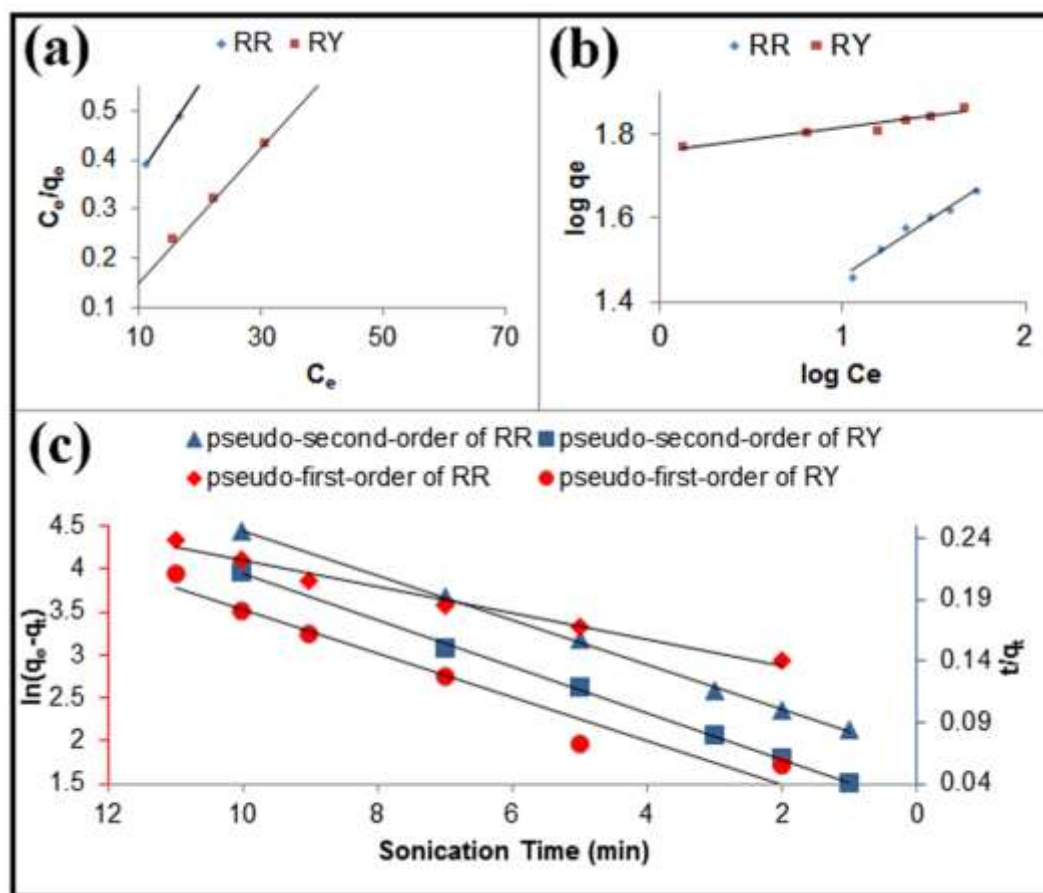 (a)
RR RY
0.5
0.4
0.3
0.2
0.1
Ce/qe
10 30 50 70
Ce
(b)
RR RY
1.8
1.6
1.4
log qe
0 1 2
log Ce
(c)
pseudo-second-order of RR pseudo-second-order of RY
pseudo-first-order of RR pseudo-first-order of RY
4.5
4
3.5
3
2.5
2
1.5
ln(qe-qt)
0.24
0.19
0.14
0.09
0.04
t/qt
12 10 8 6 4 2 0
Sonication Time (min)